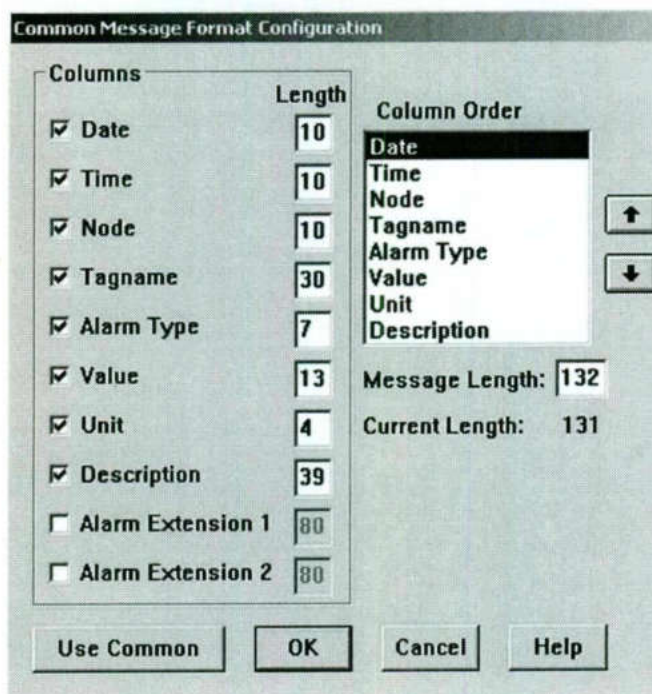 Common Message Format Configuration
Columns
Length
Date 10
Time 10
Node 10
Tagname 30
Alarm Type 7
Value 13
Unit 4
Description 39
Alarm Extension 1 80
Alarm Extension 2 80
Column Order
Date
Time
Node
Tagname
Alarm Type
Value
Unit
Description
Message Length: 132
Current Length: 131
Use Common
OK
Cancel
Help